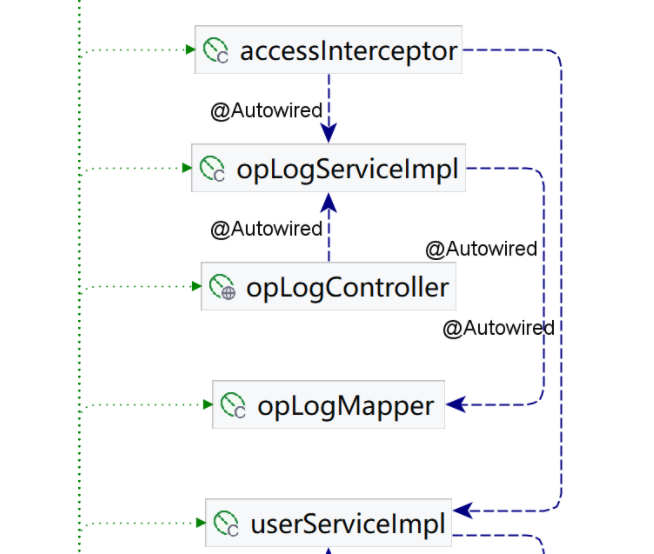 accessInterceptor
@Autowired
opLogServiceImpl
@Autowired
@Autowired
opLogController
@Autowired
opLogMapper
userServiceImpl